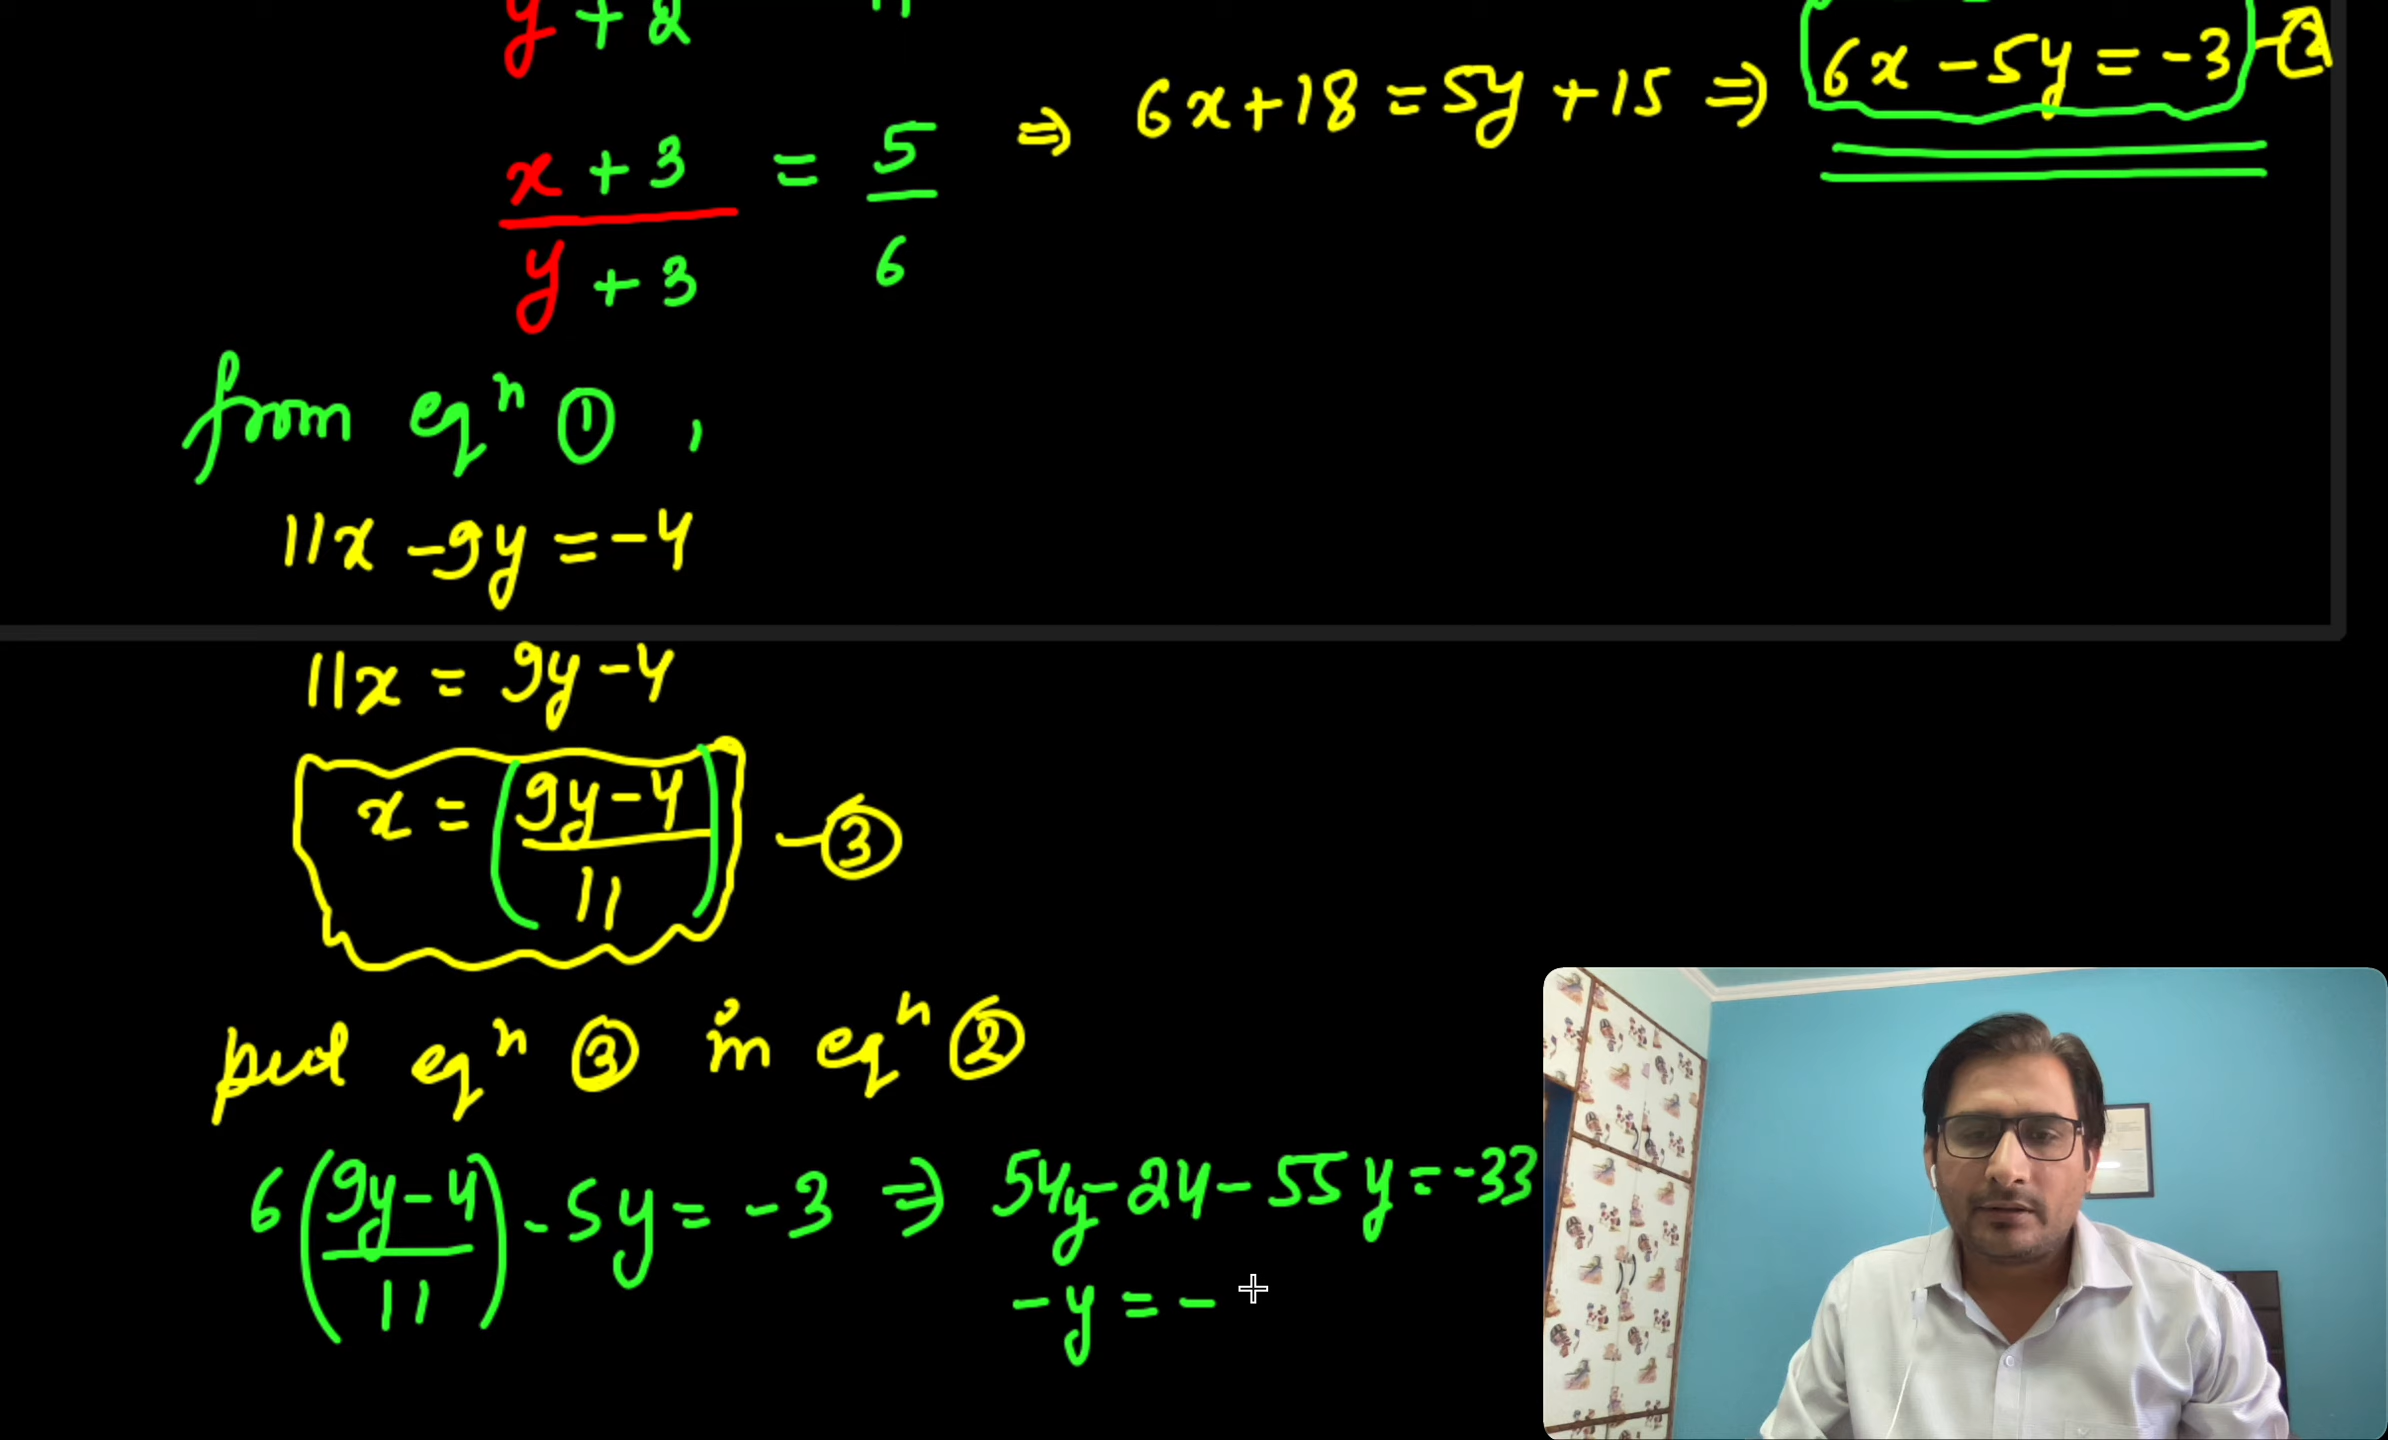 y + 2
x + 3 / y + 3 = 5 / 6 ⇒ 6x + 18 = 5y + 15 ⇒ 6x - 5y = -3 - 2
from eqⁿ ①,
11x - 9y = -4
11x = 9y - 4
x = (9y - 4 / 11) - ③
put eqⁿ ③ in eqⁿ ②
6(9y - 4 / 11) - 5y = -3 ⇒ 54y - 24 - 55y = -33
-y = -